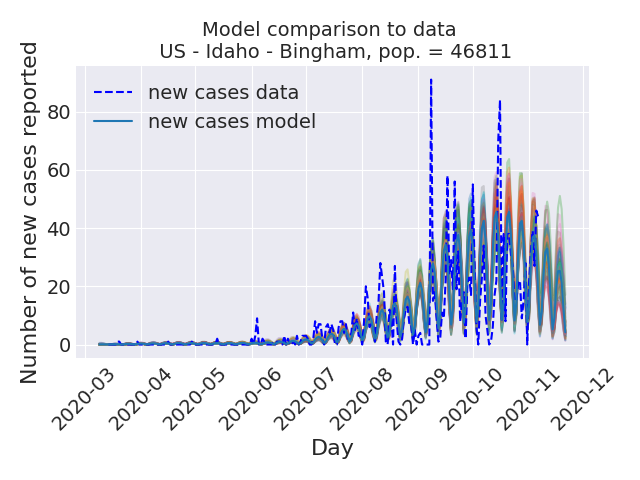 Model comparison to data
US - Idaho - Bingham, pop. = 46811
Number of new cases reported
new cases data
new cases model
80
60
40
20
0
2020-03
2020-04
2020-05
2020-06
2020-07
2020-08
2020-09
2020-10
2020-11
2020-12
Day